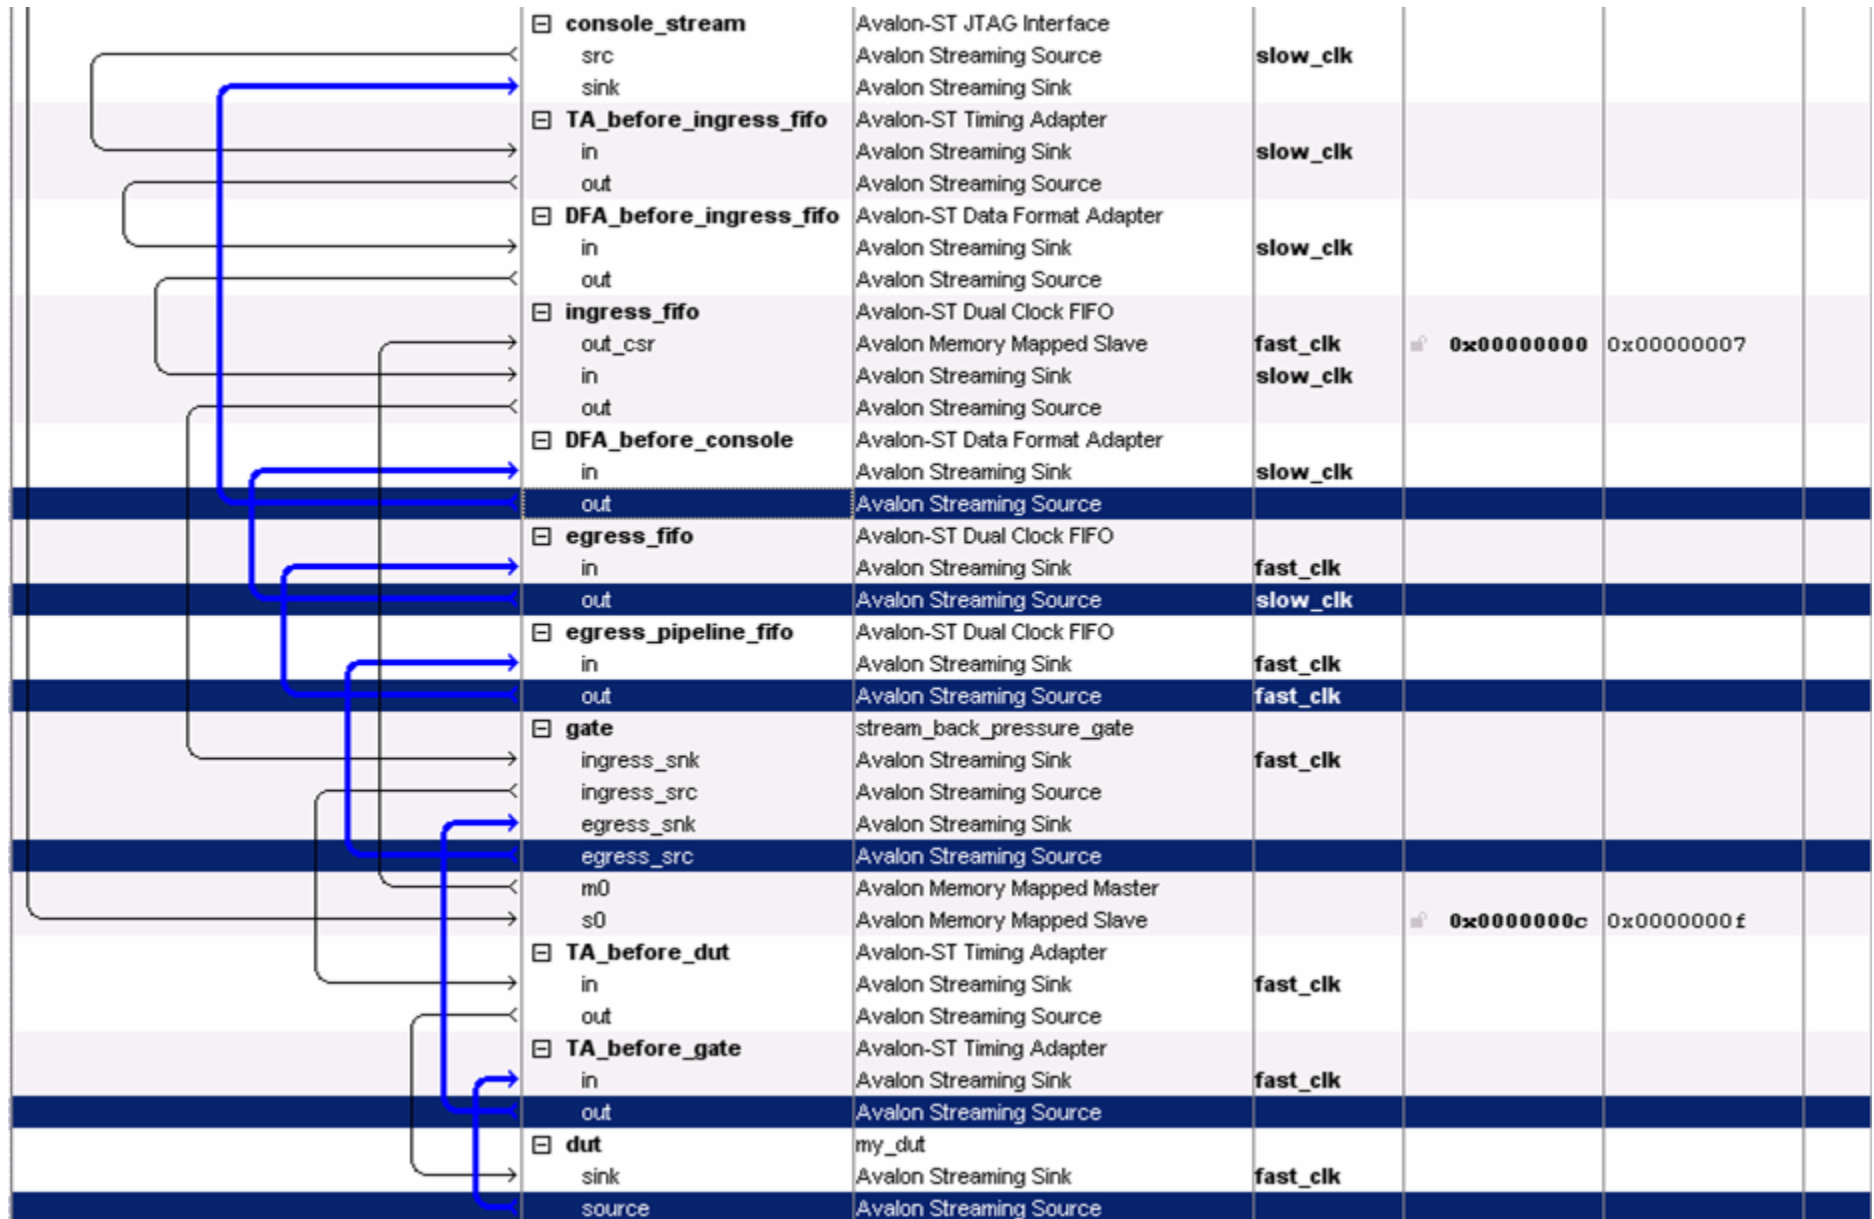 console_stream Avalon-ST JTAG Interface
src Avalon Streaming Source slow_clk
sink Avalon Streaming Sink
TA_before_ingress_fifo Avalon-ST Timing Adapter
in Avalon Streaming Sink slow_clk
out Avalon Streaming Source
DFA_before_ingress_fifo Avalon-ST Data Format Adapter
in Avalon Streaming Sink slow_clk
out Avalon Streaming Source
ingress_fifo Avalon-ST Dual Clock FIFO
out_csr Avalon Memory Mapped Slave fast_clk 0x00000000 0x00000007
in Avalon Streaming Sink slow_clk
out Avalon Streaming Source
DFA_before_console Avalon-ST Data Format Adapter
in Avalon Streaming Sink slow_clk
out Avalon Streaming Source
egress_fifo Avalon-ST Dual Clock FIFO
in Avalon Streaming Sink fast_clk
out Avalon Streaming Source slow_clk
egress_pipeline_fifo Avalon-ST Dual Clock FIFO
in Avalon Streaming Sink fast_clk
out Avalon Streaming Source fast_clk
gate stream_back_pressure_gate
ingress_snk Avalon Streaming Sink fast_clk
ingress_src Avalon Streaming Source
egress_snk Avalon Streaming Sink
egress_src Avalon Streaming Source
m0 Avalon Memory Mapped Master
s0 Avalon Memory Mapped Slave 0x0000000c 0x0000000f
TA_before_dut Avalon-ST Timing Adapter
in Avalon Streaming Sink fast_clk
out Avalon Streaming Source
TA_before_gate Avalon-ST Timing Adapter
in Avalon Streaming Sink fast_clk
out Avalon Streaming Source
dut my_dut
sink Avalon Streaming Sink fast_clk
source Avalon Streaming Source